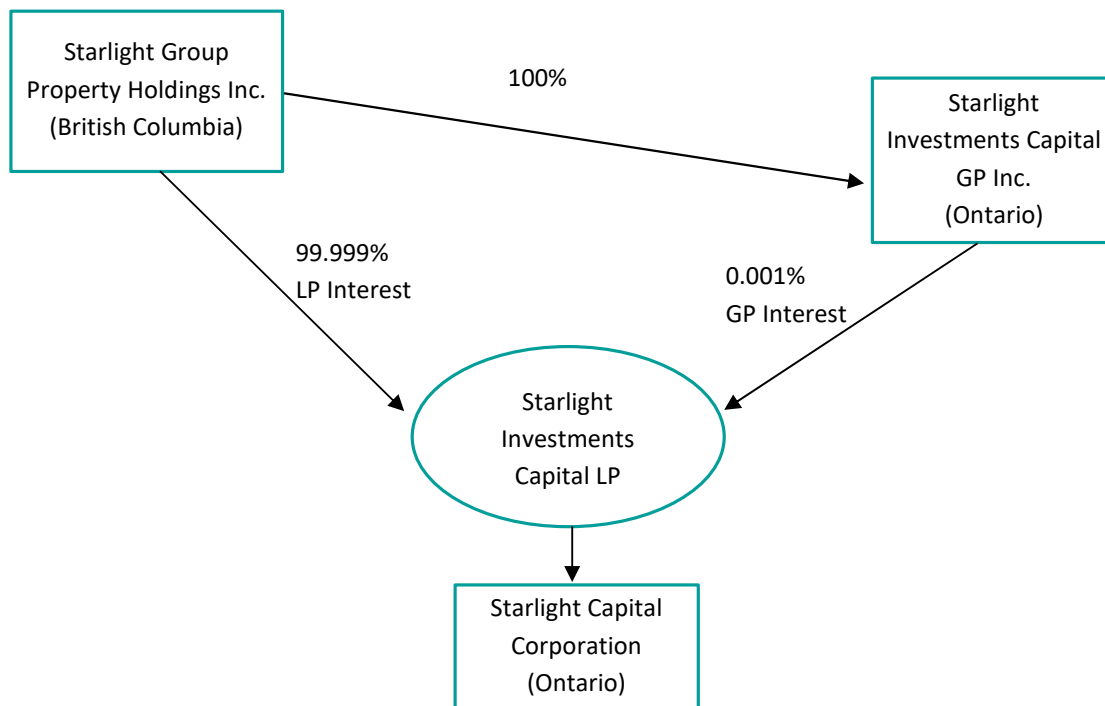 Starlight Group
Property Holdings Inc.
(British Columbia)
100%
Starlight
Investments Capital
GP Inc.
(Ontario)
99.999%
LP Interest
0.001%
GP Interest
Starlight
Investments
Capital LP
Starlight Capital
Corporation
(Ontario)